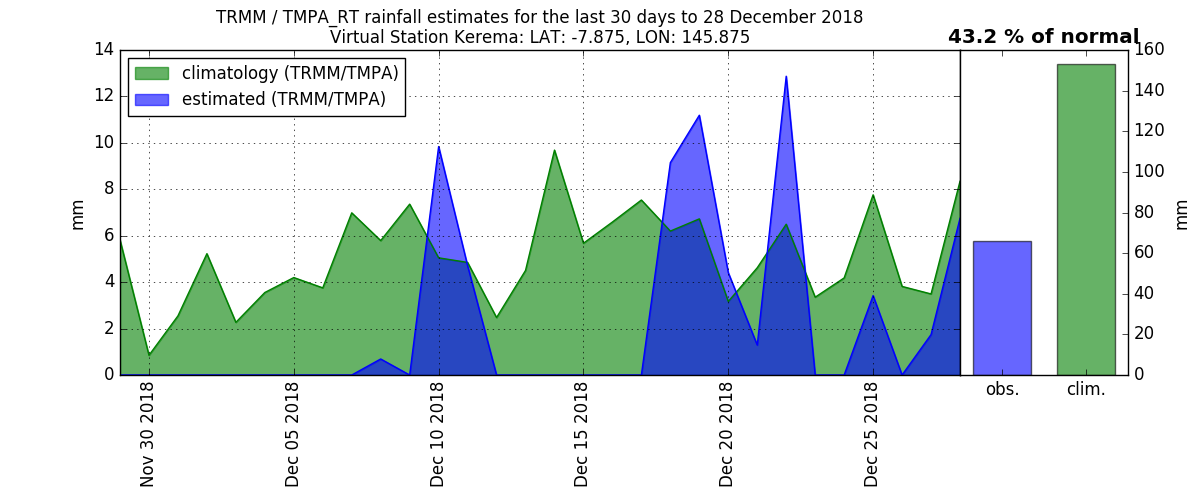 TRMM / TMPA_RT rainfall estimates for the last 30 days to 28 December 2018
Virtual Station Kerema: LAT: -7.875, LON: 145.875
43.2 % of normal
climatology (TRMM/TMPA)
estimated (TRMM/TMPA)
mm
14
12
10
8
6
4
2
0
Nov 30 2018
Dec 05 2018
Dec 10 2018
Dec 15 2018
Dec 20 2018
Dec 25 2018
obs.
clim.
160
140
120
100
80
60
40
20
0
mm